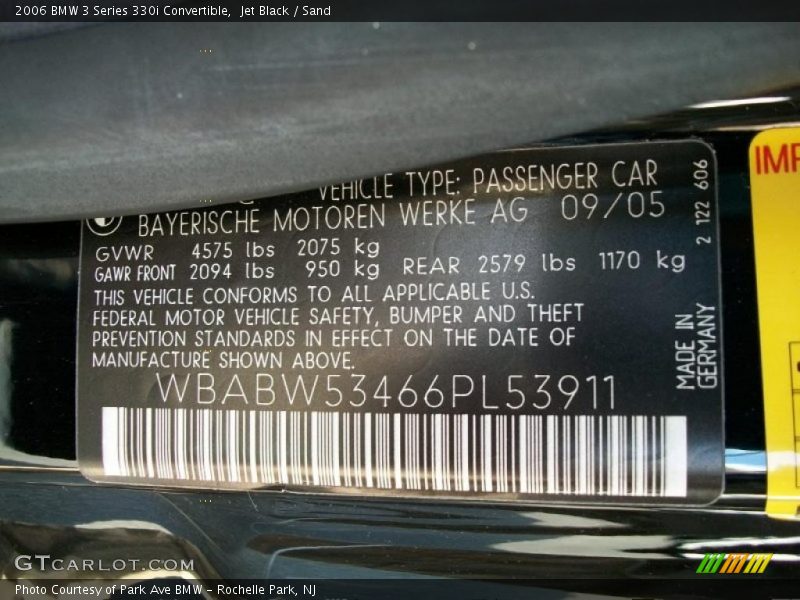 2006 BMW 3 Series 330i Convertible,  Jet Black / Sand
VEHICLE TYPE: PASSENGER CAR
BAYERISCHE MOTOREN WERKE AG 09/05
GVWR 4575 lbs 2075 kg
GAWR FRONT 2094 lbs 950 kg REAR 2579 lbs 1170 kg
THIS VEHICLE CONFORMS TO ALL APPLICABLE U.S.
FEDERAL MOTOR VEHICLE SAFETY, BUMPER AND THEFT
PREVENTION STANDARDS IN EFFECT ON THE DATE OF
MANUFACTURE SHOWN ABOVE.
WBABW53466PL53911
2 122 606
MADE IN
GERMANY
IMP
GTCARLOT.COM
Photo Courtesy of Park Ave BMW - Rochelle Park, NJ